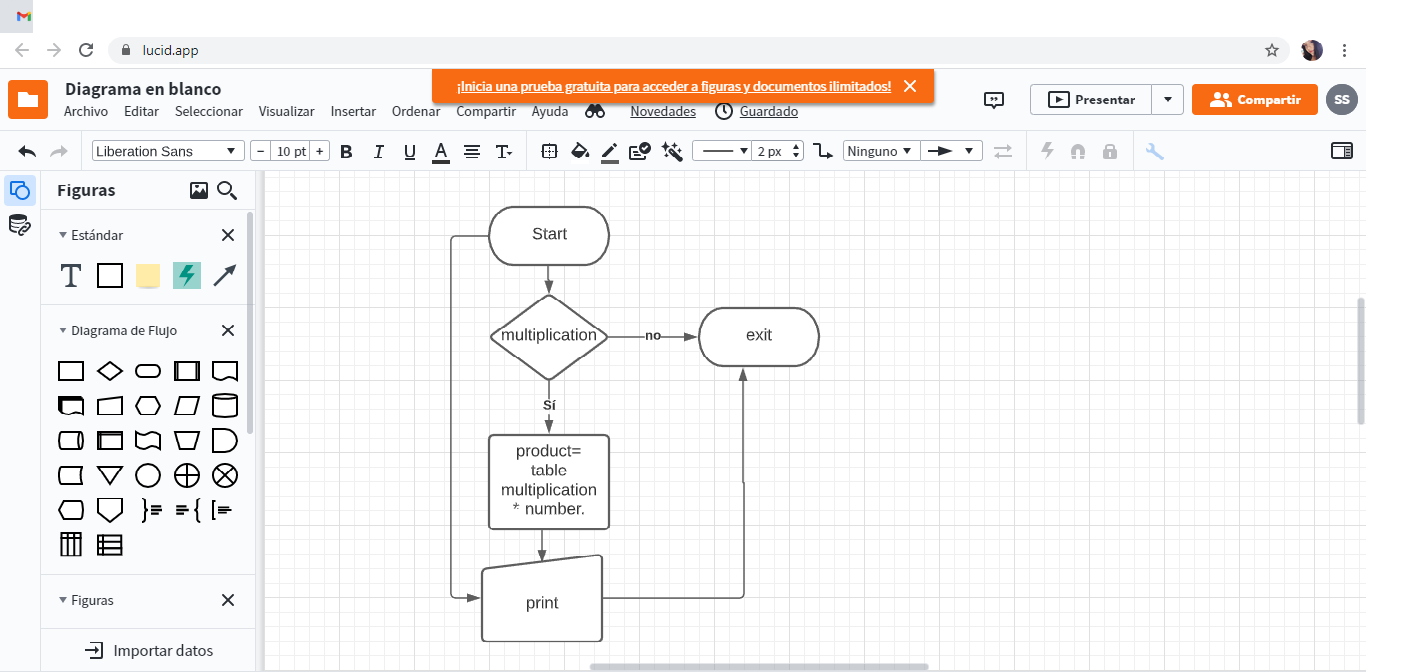 lucid.app
¡Inicia una prueba gratuita para acceder a figuras y documentos ilimitados!
Diagrama en blanco
Archivo Editar Seleccionar Visualizar Insertar Ordenar Compartir Ayuda Novedades Guardado
Presentar
Compartir
SS
Liberation Sans
- 10 pt +
B I U A T
2 px
Ninguno
Figuras
Estándar
T
Diagrama de Flujo
Figuras
Importar datos
Start
multiplication
no
exit
Sí
product=
table
multiplication
* number.
print